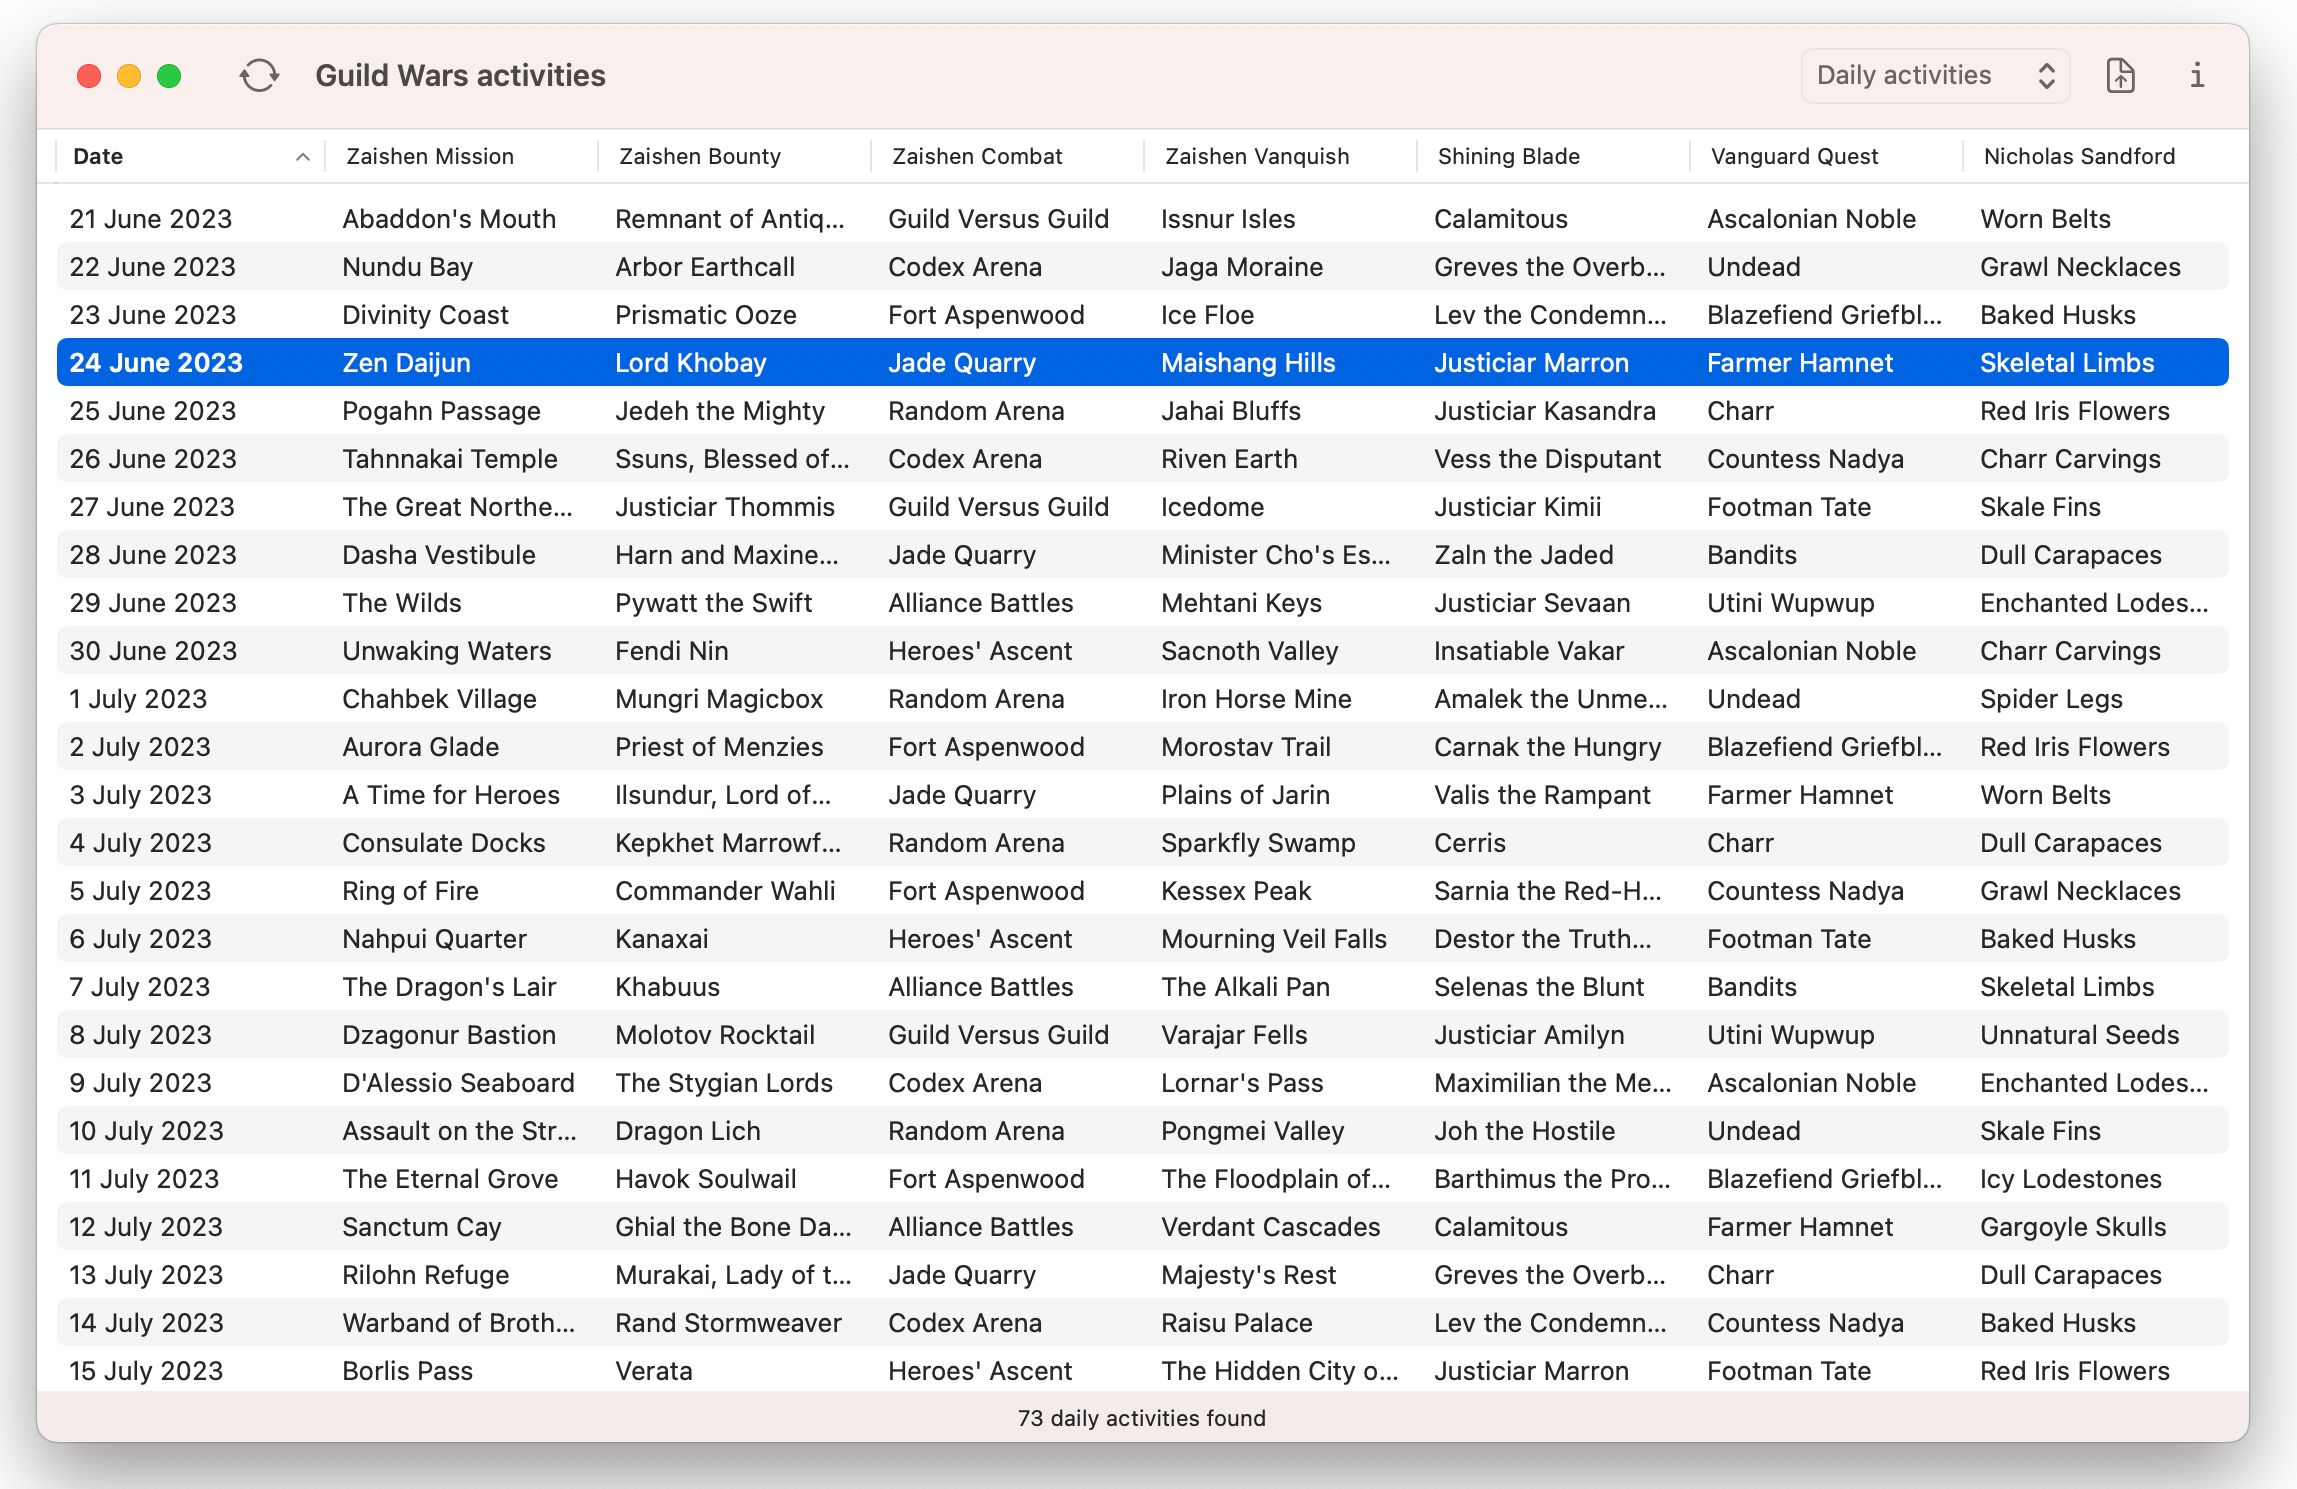 Guild Wars activities Daily activities
Date Zaishen Mission Zaishen Bounty Zaishen Combat Zaishen Vanquish Shining Blade Vanguard Quest Nicholas Sandford
21 June 2023 Abaddon's Mouth Remnant of Antiq... Guild Versus Guild Issnur Isles Calamitous Ascalonian Noble Worn Belts
22 June 2023 Nundu Bay Arbor Earthcall Codex Arena Jaga Moraine Greves the Overb... Undead Grawl Necklaces
23 June 2023 Divinity Coast Prismatic Ooze Fort Aspenwood Ice Floe Lev the Condemn... Blazefiend Griefbl... Baked Husks
24 June 2023 Zen Daijun Lord Khobay Jade Quarry Maishang Hills Justiciar Marron Farmer Hamnet Skeletal Limbs
25 June 2023 Pogahn Passage Jedeh the Mighty Random Arena Jahai Bluffs Justiciar Kasandra Charr Red Iris Flowers
26 June 2023 Tahnnakai Temple Ssuns, Blessed of... Codex Arena Riven Earth Vess the Disputant Countess Nadya Charr Carvings
27 June 2023 The Great Northe... Justiciar Thommis Guild Versus Guild Icedome Justiciar Kimii Footman Tate Skale Fins
28 June 2023 Dasha Vestibule Harn and Maxine... Jade Quarry Minister Cho's Es... Zaln the Jaded Bandits Dull Carapaces
29 June 2023 The Wilds Pywatt the Swift Alliance Battles Mehtani Keys Justiciar Sevaan Utini Wupwup Enchanted Lodes...
30 June 2023 Unwaking Waters Fendi Nin Heroes' Ascent Sacnoth Valley Insatiable Vakar Ascalonian Noble Charr Carvings
1 July 2023 Chahbek Village Mungri Magicbox Random Arena Iron Horse Mine Amalek the Unme... Undead Spider Legs
2 July 2023 Aurora Glade Priest of Menzies Fort Aspenwood Morostav Trail Carnak the Hungry Blazefiend Griefbl... Red Iris Flowers
3 July 2023 A Time for Heroes Ilsundur, Lord of... Jade Quarry Plains of Jarin Valis the Rampant Farmer Hamnet Worn Belts
4 July 2023 Consulate Docks Kepkhet Marrowf... Random Arena Sparkfly Swamp Cerris Charr Dull Carapaces
5 July 2023 Ring of Fire Commander Wahli Fort Aspenwood Kessex Peak Sarnia the Red-H... Countess Nadya Grawl Necklaces
6 July 2023 Nahpui Quarter Kanaxai Heroes' Ascent Mourning Veil Falls Destor the Truth... Footman Tate Baked Husks
7 July 2023 The Dragon's Lair Khabuus Alliance Battles The Alkali Pan Selenas the Blunt Bandits Skeletal Limbs
8 July 2023 Dzagonur Bastion Molotov Rocktail Guild Versus Guild Varajar Fells Justiciar Amilyn Utini Wupwup Unnatural Seeds
9 July 2023 D'Alessio Seaboard The Stygian Lords Codex Arena Lornar's Pass Maximilian the Me... Ascalonian Noble Enchanted Lodes...
10 July 2023 Assault on the Str... Dragon Lich Random Arena Pongmei Valley Joh the Hostile Undead Skale Fins
11 July 2023 The Eternal Grove Havok Soulwail Fort Aspenwood The Floodplain of... Barthimus the Pro... Blazefiend Griefbl... Icy Lodestones
12 July 2023 Sanctum Cay Ghial the Bone Da... Alliance Battles Verdant Cascades Calamitous Farmer Hamnet Gargoyle Skulls
13 July 2023 Rilohn Refuge Murakai, Lady of t... Jade Quarry Majesty's Rest Greves the Overb... Charr Dull Carapaces
14 July 2023 Warband of Broth... Rand Stormweaver Codex Arena Raisu Palace Lev the Condemn... Countess Nadya Baked Husks
15 July 2023 Borlis Pass Verata Heroes' Ascent The Hidden City o... Justiciar Marron Footman Tate Red Iris Flowers
73 daily activities found